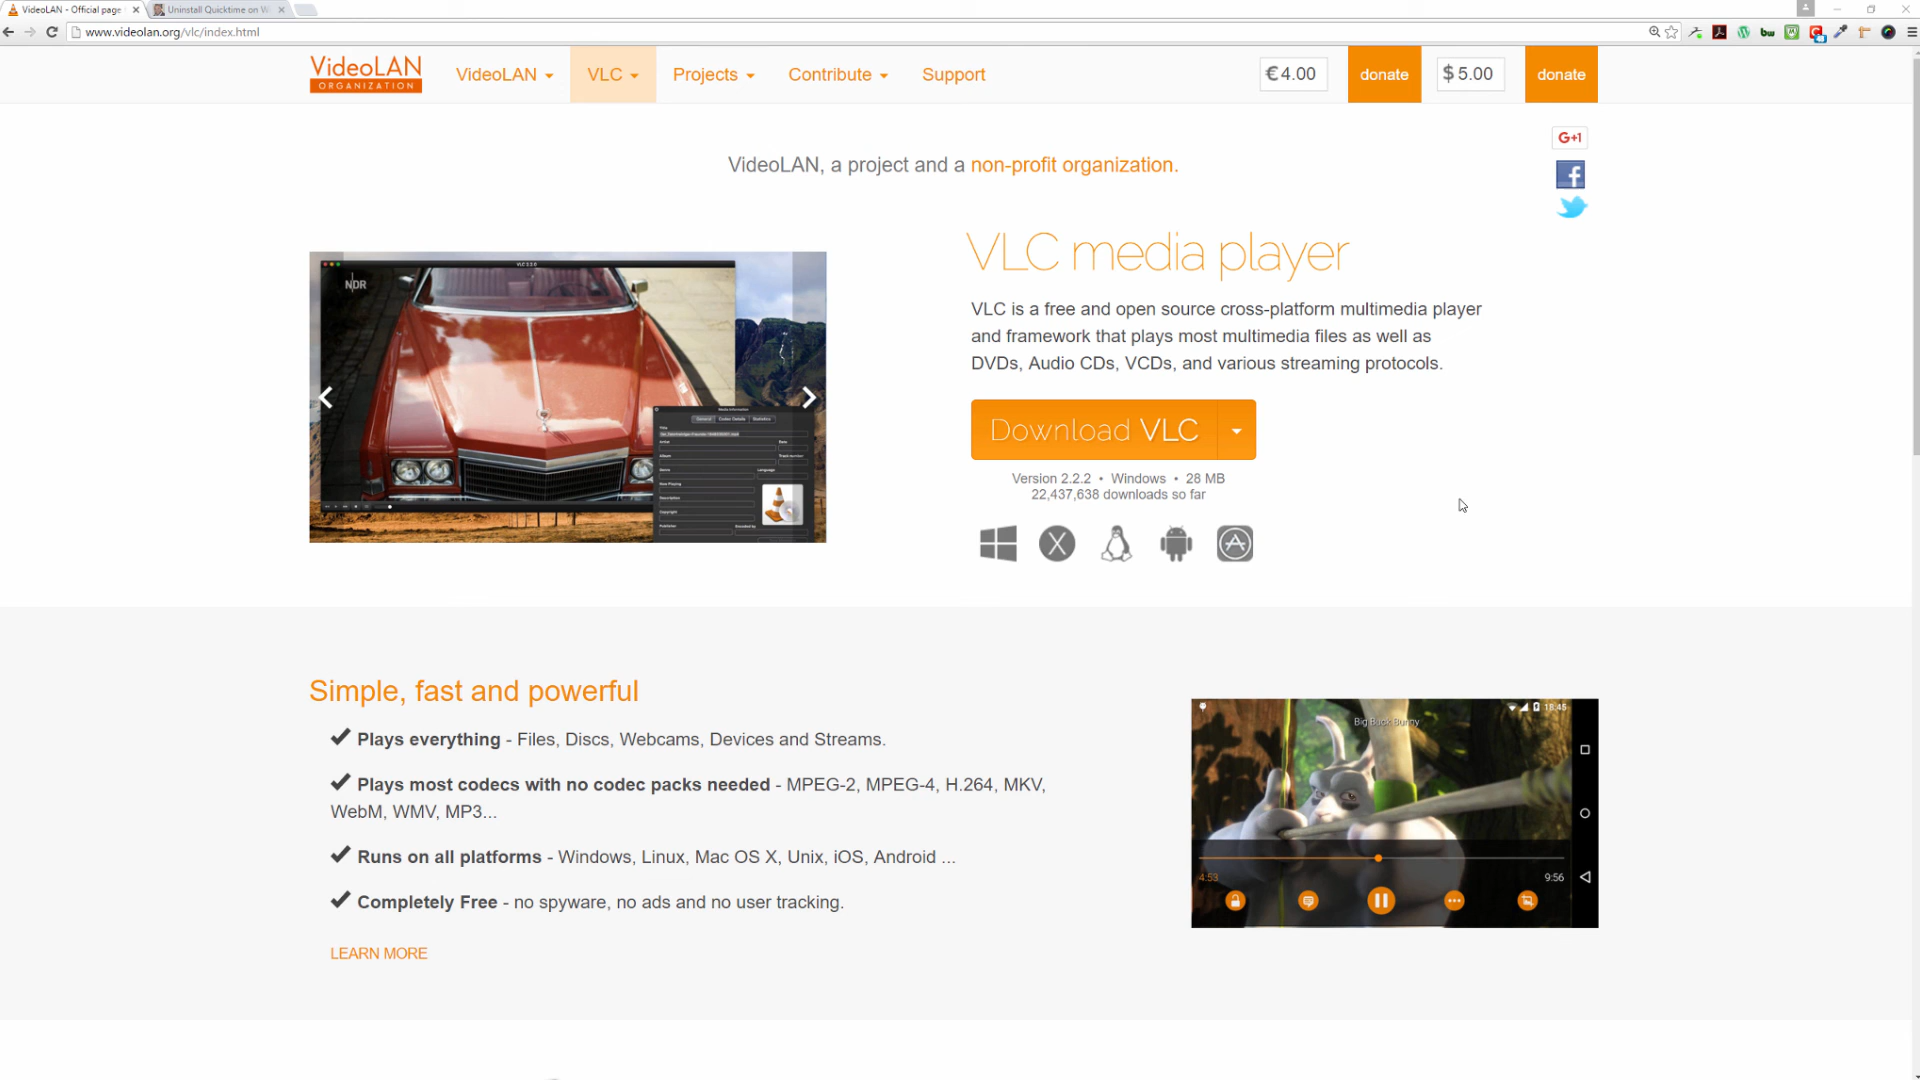 VideoLAN - Official page
Uninstall Quicktime on W
www.videolan.org/vlc/index.html
VideoLAN
ORGANIZATION
VideoLAN
VLC
Projects
Contribute
Support
€ 4.00
donate
$ 5.00
donate
VideoLAN, a project and a non-profit organization.
G+1
NDR
VLC media player
VLC is a free and open source cross-platform multimedia player
and framework that plays most multimedia files as well as
DVDs, Audio CDs, VCDs, and various streaming protocols.
Download VLC
Version 2.2.2 • Windows • 28 MB
22,437,638 downloads so far
Simple, fast and powerful
Plays everything - Files, Discs, Webcams, Devices and Streams.
Plays most codecs with no codec packs needed - MPEG-2, MPEG-4, H.264, MKV,
WebM, WMV, MP3...
Runs on all platforms - Windows, Linux, Mac OS X, Unix, iOS, Android ...
Completely Free - no spyware, no ads and no user tracking.
LEARN MORE
18:45
Big Buck Bunny
4:53
9:56